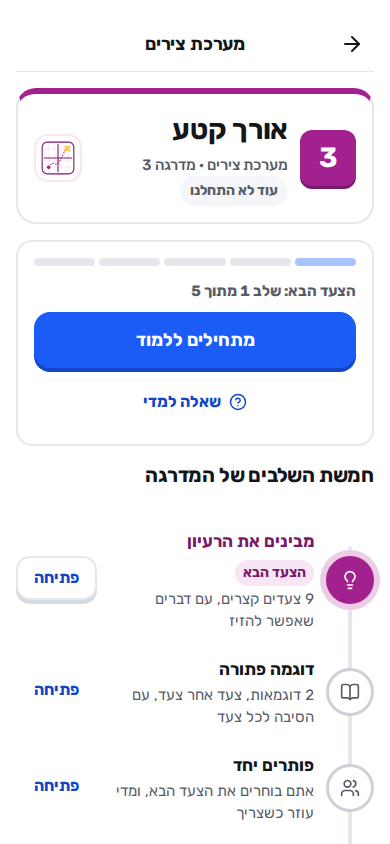 מערכת צירים
3
אורך קטע
מערכת צירים • מדרגה 3
עוד לא התחלנו
הצעד הבא: שלב 1 מתוך 5
מתחילים ללמוד
שאלה למדי
חמשת השלבים של המדרגה
מבינים את הרעיון
הצעד הבא
9 צעדים קצרים, עם דברים
שאפשר להזיז
פתיחה
דוגמה פתורה
2 דוגמאות, צעד אחר צעד, עם
הסיבה לכל צעד
פתיחה
פותרים יחד
אתם בוחרים את הצעד הבא, ומדי
עוזר כשצריך
פתיחה